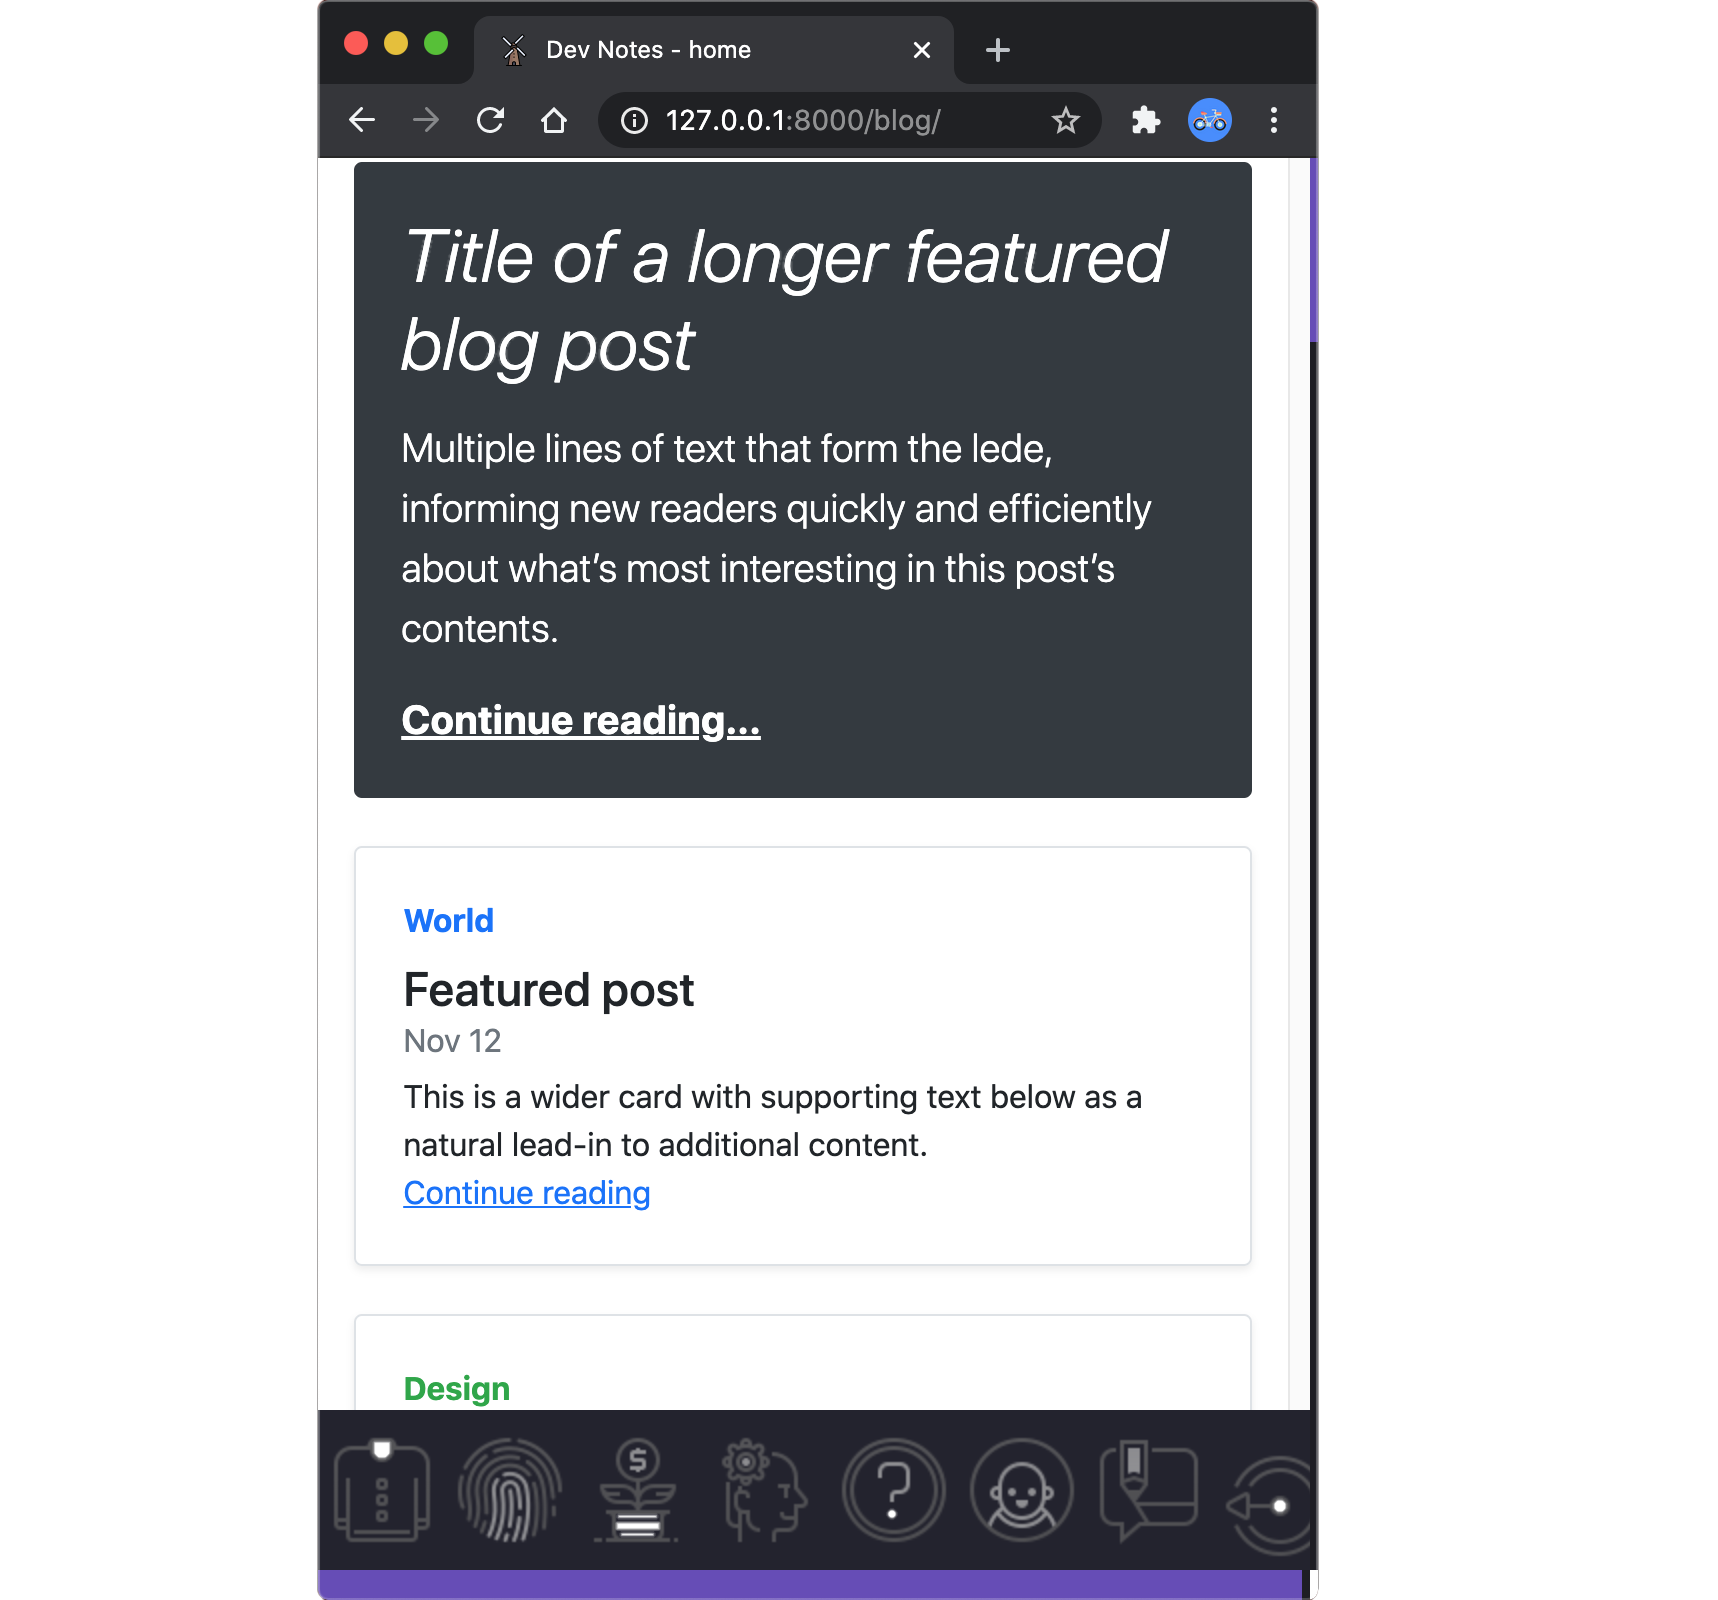 Dev Notes - home
127.0.0.1:8000/blog/
Title of a longer featured
blog post
Multiple lines of text that form the lede,
informing new readers quickly and efficiently
about what’s most interesting in this post’s
contents.
Continue reading...
World
Featured post
Nov 12
This is a wider card with supporting text below as a
natural lead-in to additional content.
Continue reading
Design